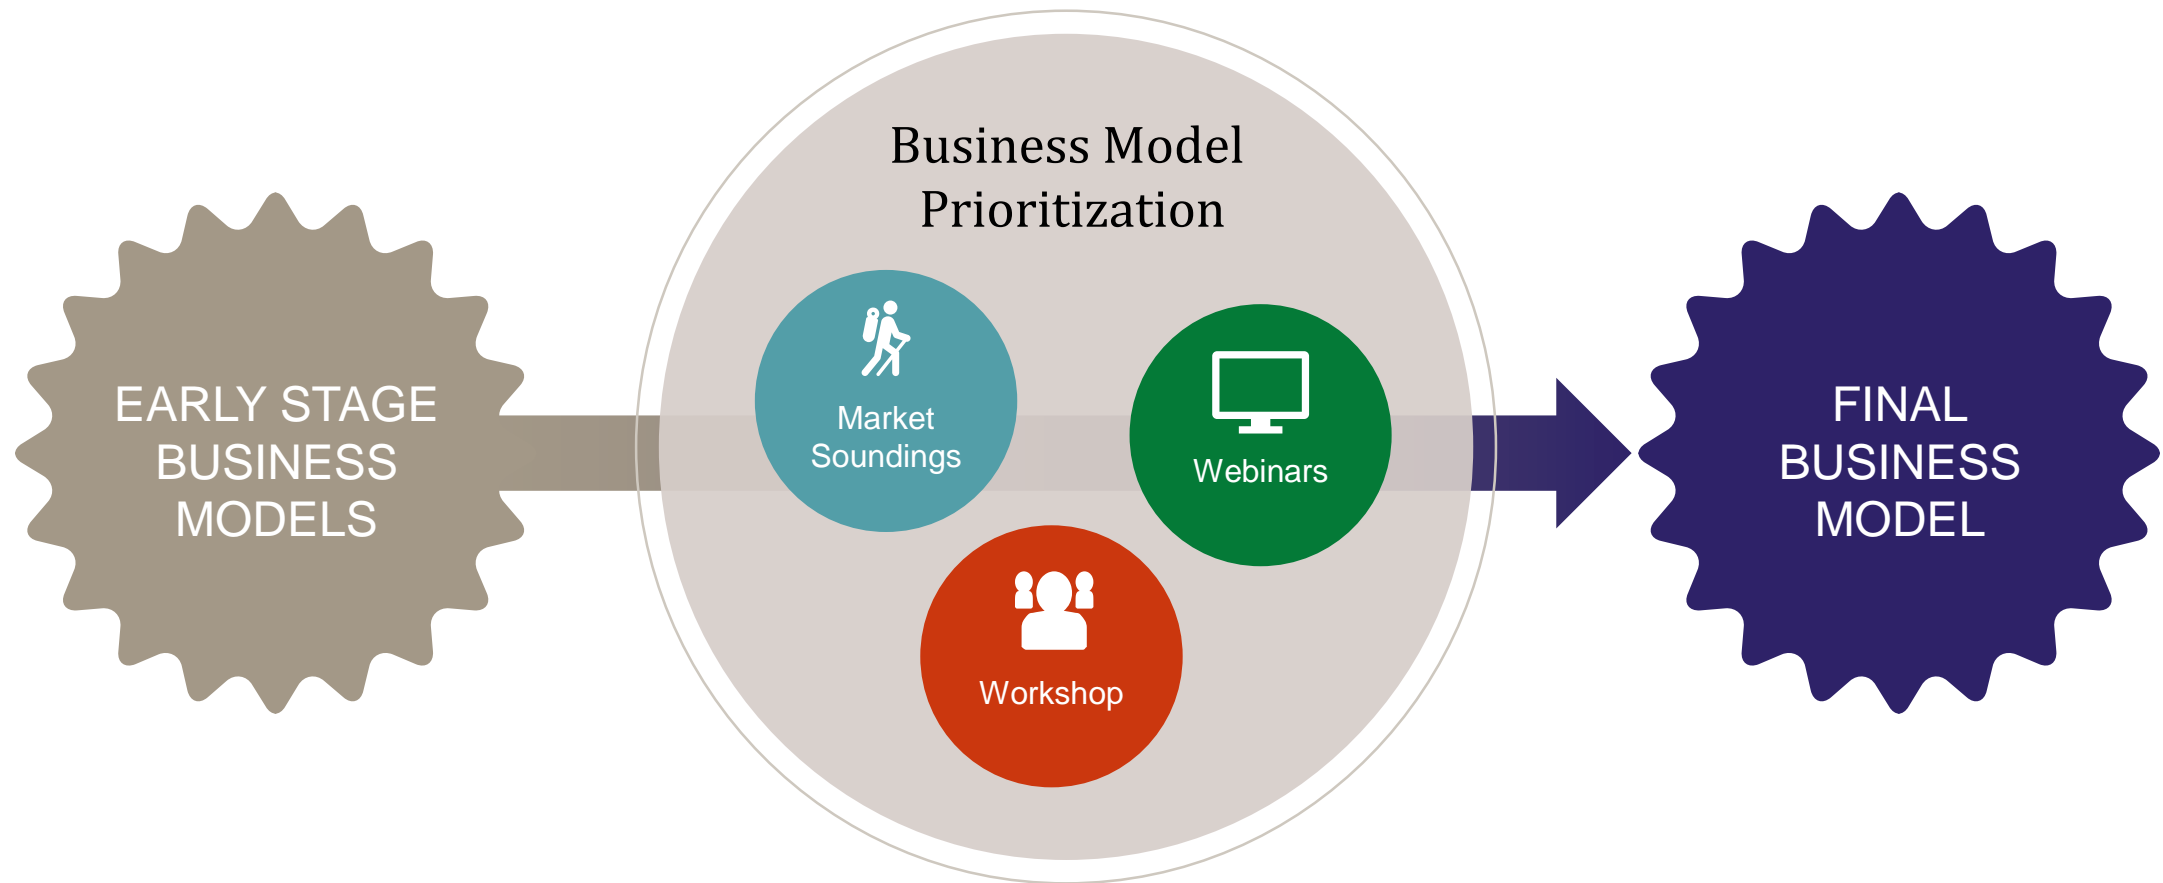 EARLY STAGE
BUSINESS
MODELS
Business Model
Prioritization
Market
Soundings
Webinars
Workshop
FINAL
BUSINESS
MODEL